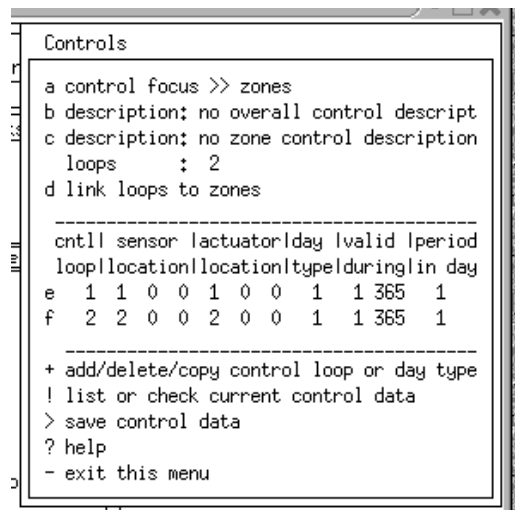 Controls
a control focus >> zones
b description: no overall control descript
c description: no zone control description
loops : 2
d link loops to zones
cntl| sensor |actuator|day |valid |period
loop|location|location|type|during|in day
e 1 1 0 0 1 0 0 1 1 365 1
f 2 2 0 0 2 0 0 1 1 365 1
+ add/delete/copy control loop or day type
! list or check current control data
> save control data
? help
- exit this menu